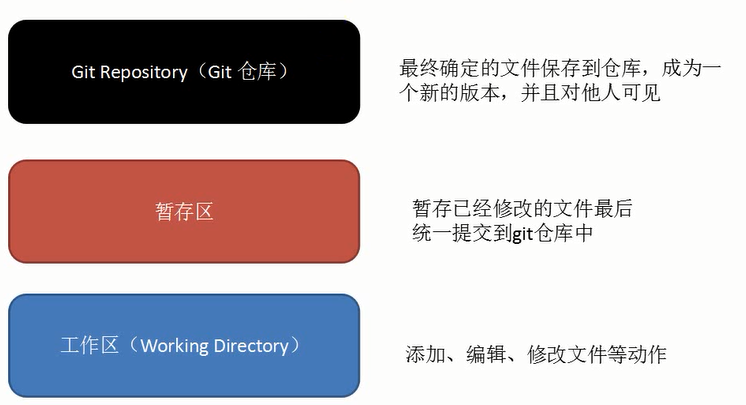 Git Repository（Git 仓库）
最终确定的文件保存到仓库，成为一
个新的版本，并且对他人可见
暂存区
暂存已经修改的文件最后
统一提交到git仓库中
工作区（Working Directory）
添加、编辑、修改文件等动作